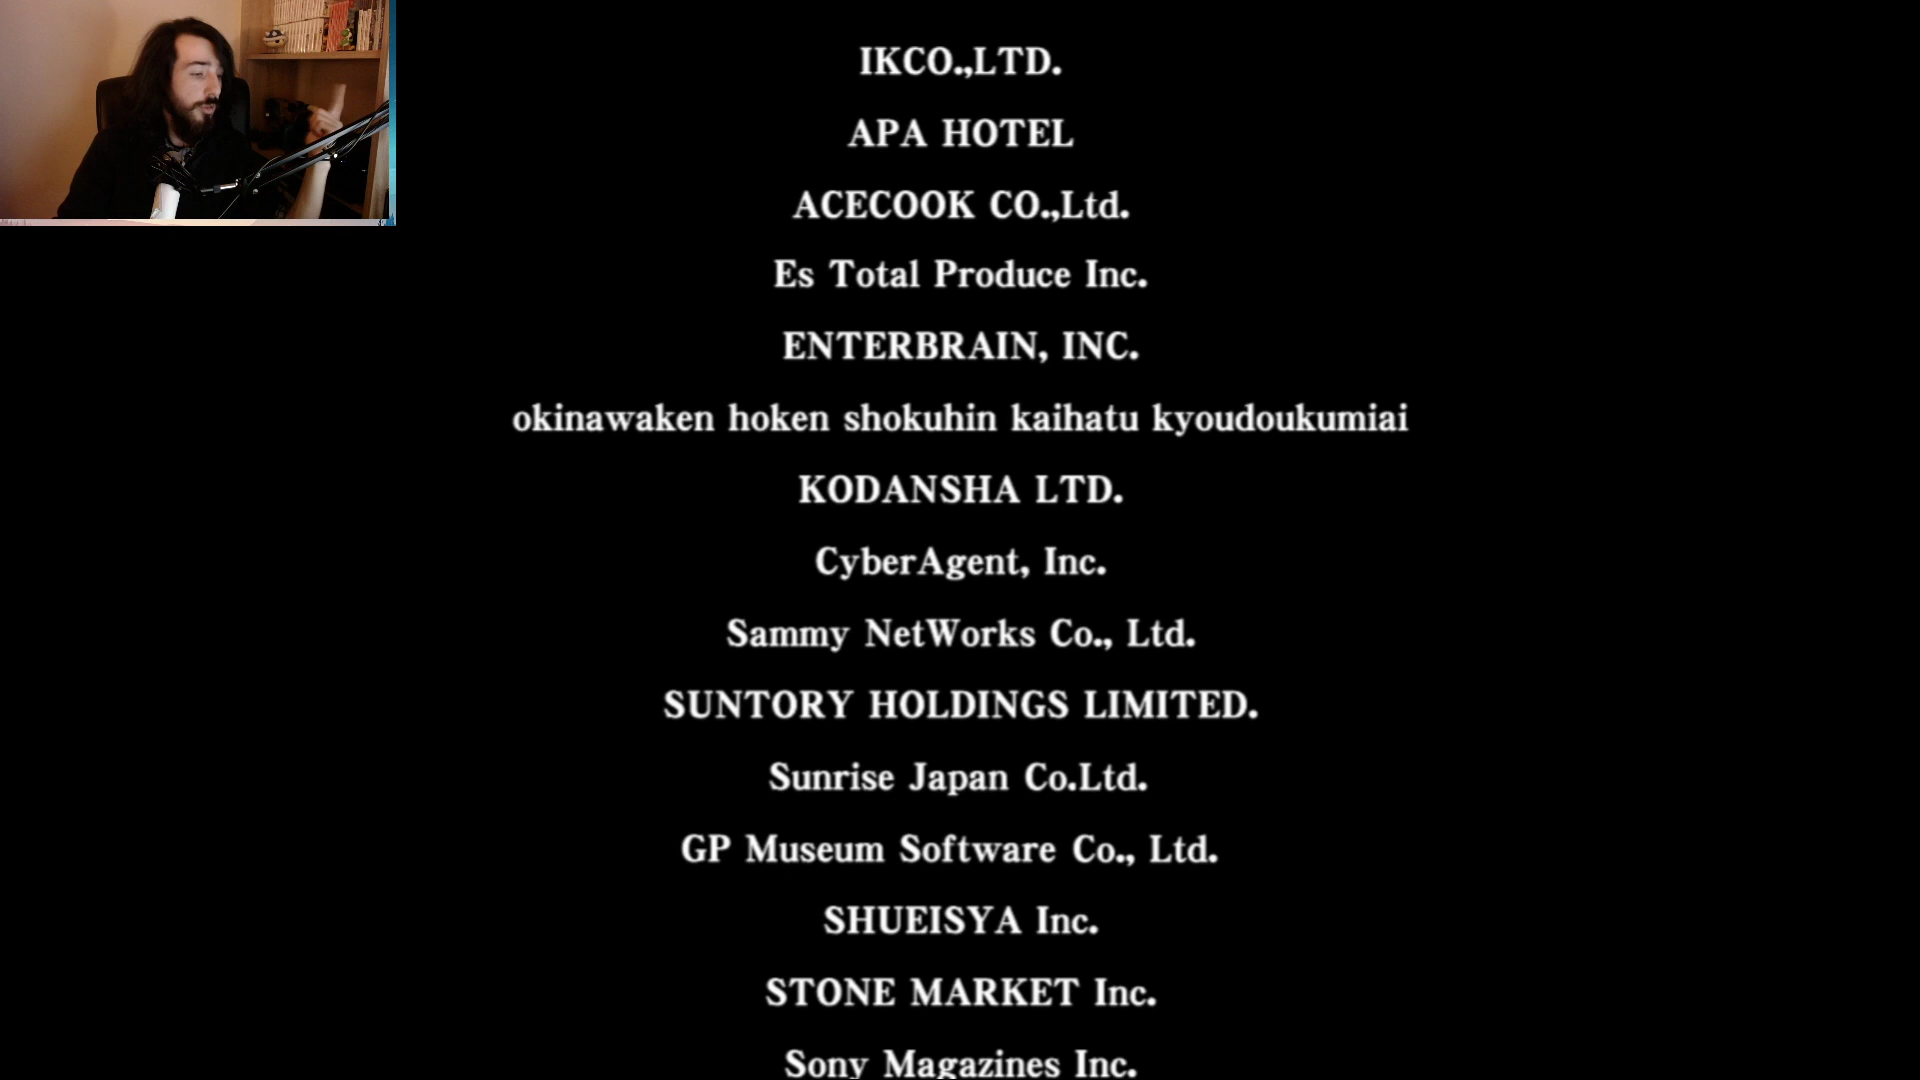 IKCO.,LTD.
APA HOTEL
ACECOOK CO.,Ltd.
Es Total Produce Inc.
ENTERBRAIN, INC.
okinawaken hoken shokuhin kaihatu kyoudoukumiai
KODANSHA LTD.
CyberAgent, Inc.
Sammy NetWorks Co., Ltd.
SUNTORY HOLDINGS LIMITED.
Sunrise Japan Co.Ltd.
GP Museum Software Co., Ltd.
SHUEISYA Inc.
STONE MARKET Inc.
Sony Magazines Inc.